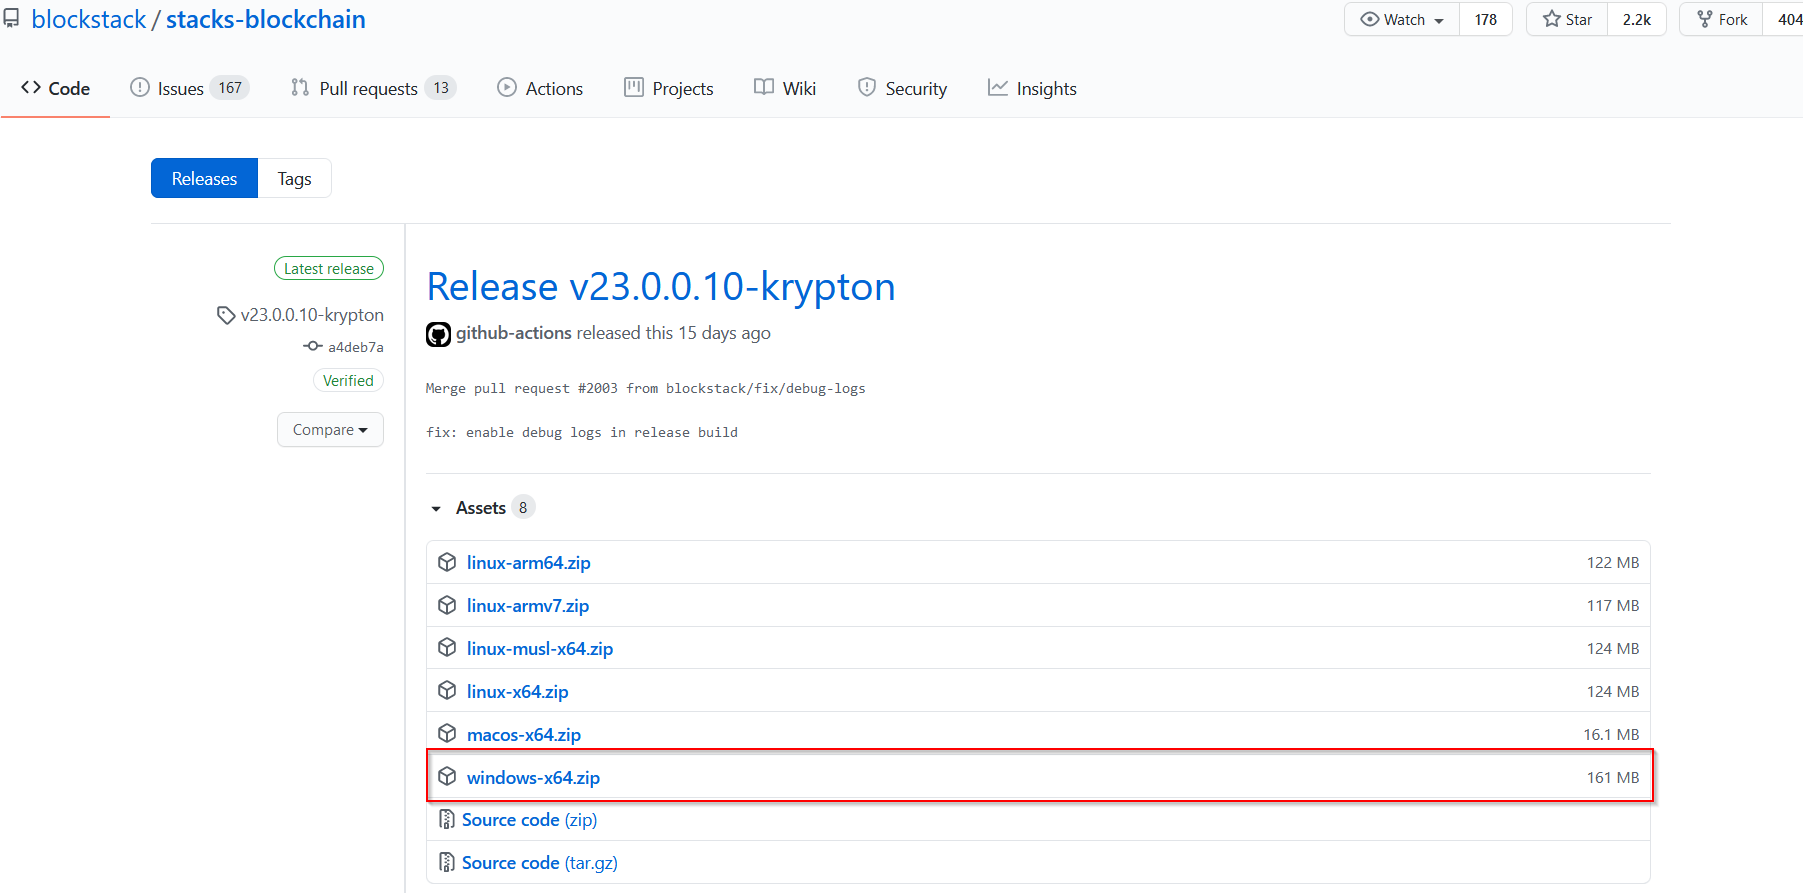 blockstack / stacks-blockchain
Watch 178 Star 2.2k Fork 404
Code Issues 167 Pull requests 13 Actions Projects Wiki Security Insights
Releases Tags
Latest release
v23.0.0.10-krypton
a4deb7a
Verified
Compare
Release v23.0.0.10-krypton
github-actions released this 15 days ago
Merge pull request #2003 from blockstack/fix/debug-logs
fix: enable debug logs in release build
Assets 8
linux-arm64.zip 122 MB
linux-armv7.zip 117 MB
linux-musl-x64.zip 124 MB
linux-x64.zip 124 MB
macos-x64.zip 16.1 MB
windows-x64.zip 161 MB
Source code (zip)
Source code (tar.gz)